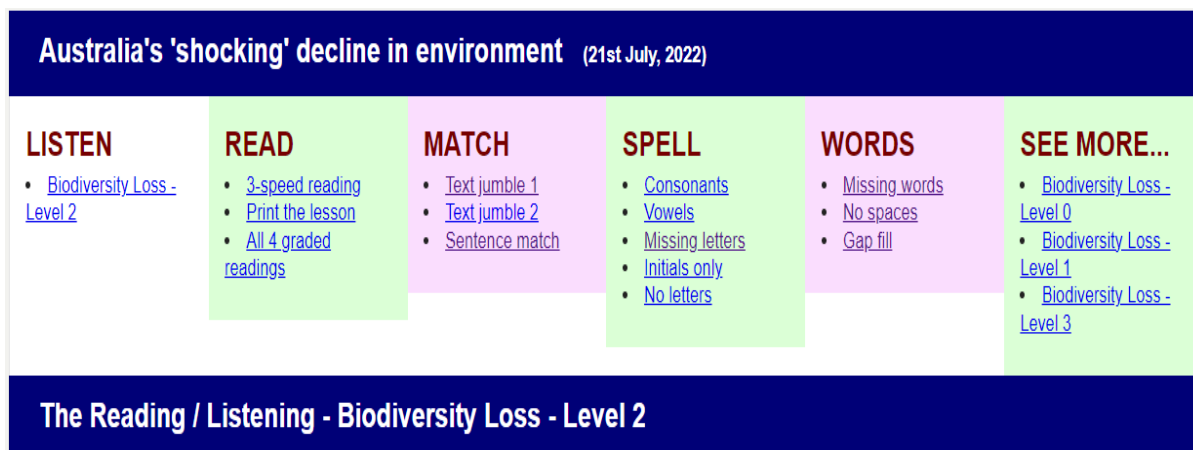 Australia's 'shocking' decline in environment (21st July, 2022)
LISTEN
• Biodiversity Loss -
Level 2
READ
• 3-speed reading
• Print the lesson
• All 4 graded
readings
MATCH
• Text jumble 1
• Text jumble 2
• Sentence match
SPELL
• Consonants
• Vowels
• Missing letters
• Initials only
• No letters
WORDS
• Missing words
• No spaces
• Gap fill
SEE MORE...
• Biodiversity Loss -
Level 0
• Biodiversity Loss -
Level 1
• Biodiversity Loss -
Level 3
The Reading / Listening - Biodiversity Loss - Level 2